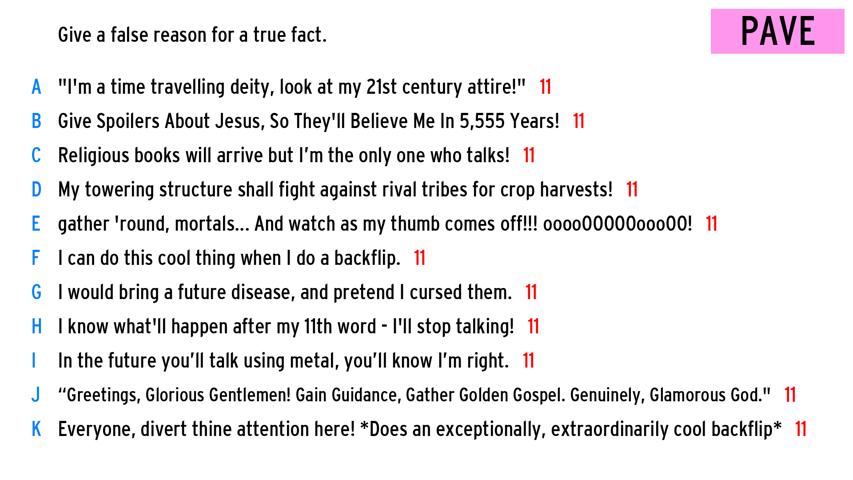 Give a false reason for a true fact.
PAVE
A "I'm a time travelling deity, look at my 21st century attire!" 11
B Give Spoilers About Jesus, So They'll Believe Me In 5,555 Years! 11
C Religious books will arrive but I’m the only one who talks! 11
D My towering structure shall fight against rival tribes for crop harvests! 11
E gather 'round, mortals... And watch as my thumb comes off!!! ooooOOOOOoooOO! 11
F I can do this cool thing when I do a backflip. 11
G I would bring a future disease, and pretend I cursed them. 11
H I know what'll happen after my 11th word - I'll stop talking! 11
I In the future you’ll talk using metal, you’ll know I’m right. 11
J “Greetings, Glorious Gentlemen! Gain Guidance, Gather Golden Gospel. Genuinely, Glamorous God." 11
K Everyone, divert thine attention here! *Does an exceptionally, extraordinarily cool backflip* 11